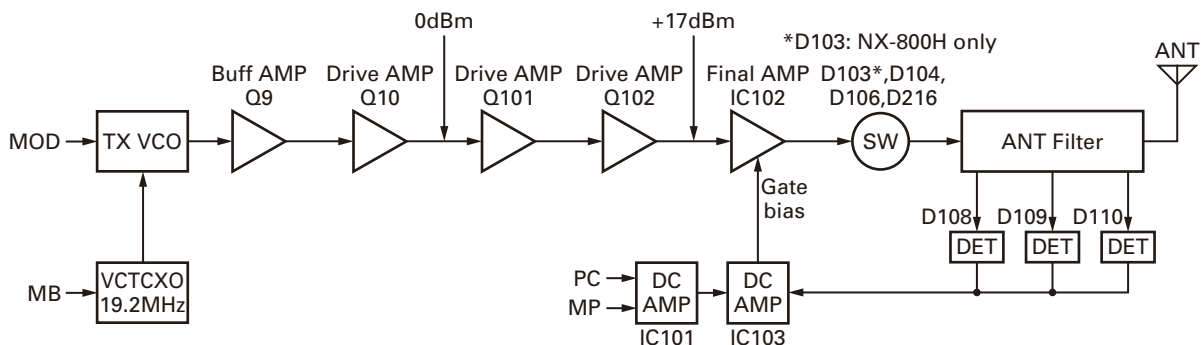 0dBm
+17dBm
*D103: NX-800H only
ANT
Buff AMP
Q9
Drive AMP
Q10
Drive AMP
Q101
Drive AMP
Q102
Final AMP
IC102
D103*,D104,
D106,D216
MOD
TX VCO
SW
ANT Filter
Gate
bias
D108
D109
D110
DET
DET
DET
MB
VCTCXO
19.2MHz
PC
MP
DC
AMP
IC101
DC
AMP
IC103